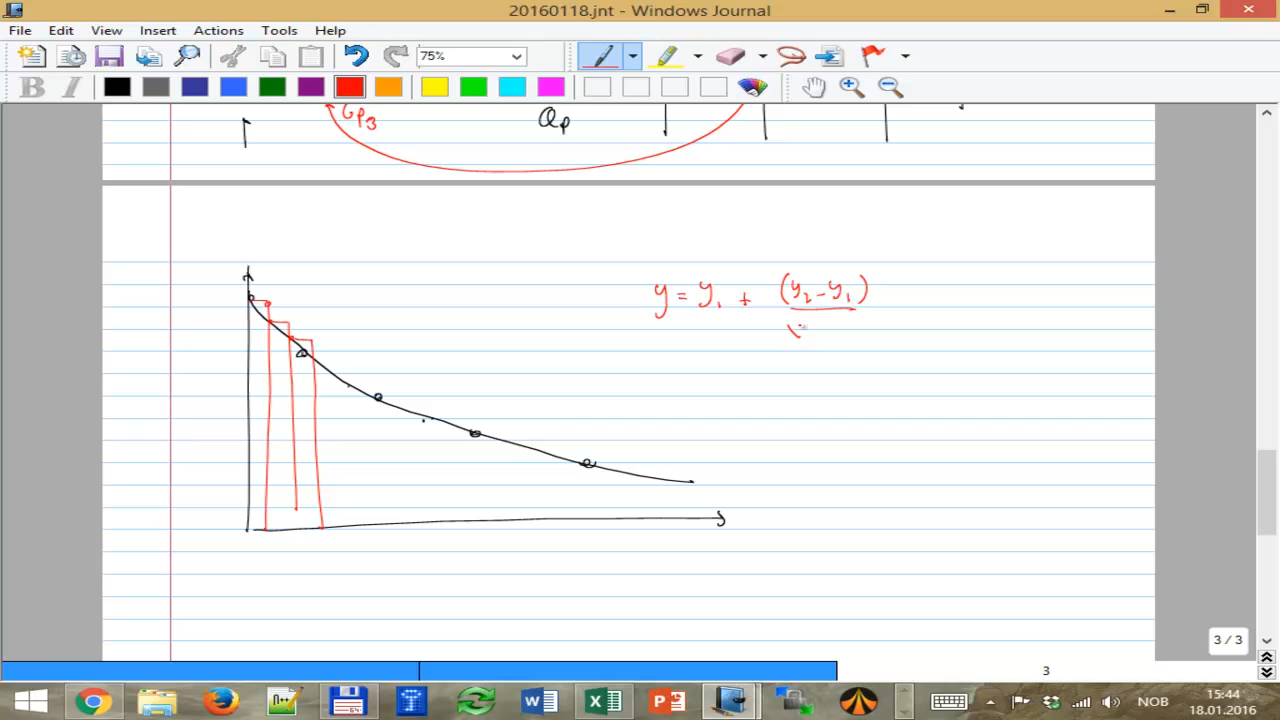 20160118.jnt - Windows Journal
File Edit View Insert Actions Tools Help
75%
B I
Gp3
Qp
y = y1 + (y2 - y1)
3 / 3
3
NOB
15:44
18.01.2016